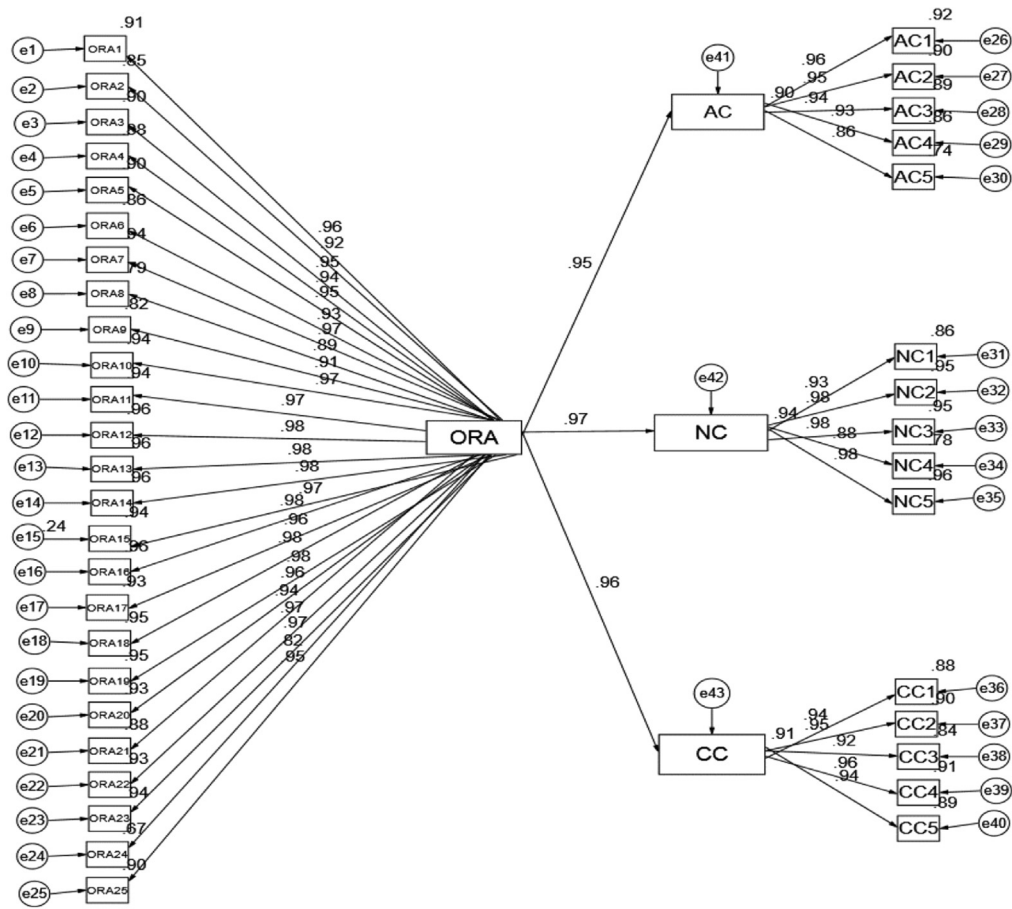 .91
e1 ORA1
.85
e2 ORA2
.90
e3 ORA3
.88
e4 ORA4
.90
e5 ORA5
.86
e6 ORA6
.94
e7 ORA7
.79
e8 ORA8
.82
e9 ORA9
.94
e10 ORA10
.94
e11 ORA11
.96
e12 ORA12
.96
e13 ORA13
.96
e14 ORA14
.94
.24
e15 ORA15
.96
e16 ORA16
.93
e17 ORA17
.95
e18 ORA18
.95
e19 ORA19
.93
e20 ORA20
.88
e21 ORA21
.93
e22 ORA22
.94
e23 ORA23
.67
e24 ORA24
.90
e25 ORA25
.96
.92
.95
.94
.95
.93
.97
.89
.91
.97
.97
.98
.98
.98
.97
.98
.96
.98
.98
.96
.94
.97
.97
.82
.95
ORA
.95
.97
.96
e41
AC
.90
.96
.95
.94
.93
.86
.92
AC1 e26
.90
AC2 e27
.89
AC3 e28
.86
AC4 e29
.74
AC5 e30
e42
NC
.94
.93
.98
.98
.88
.98
.86
NC1 e31
.95
NC2 e32
.95
NC3 e33
.78
NC4 e34
.96
NC5 e35
e43
CC
.91
.94
.95
.92
.96
.94
.88
CC1 e36
.90
CC2 e37
.84
CC3 e38
.91
CC4 e39
.89
CC5 e40